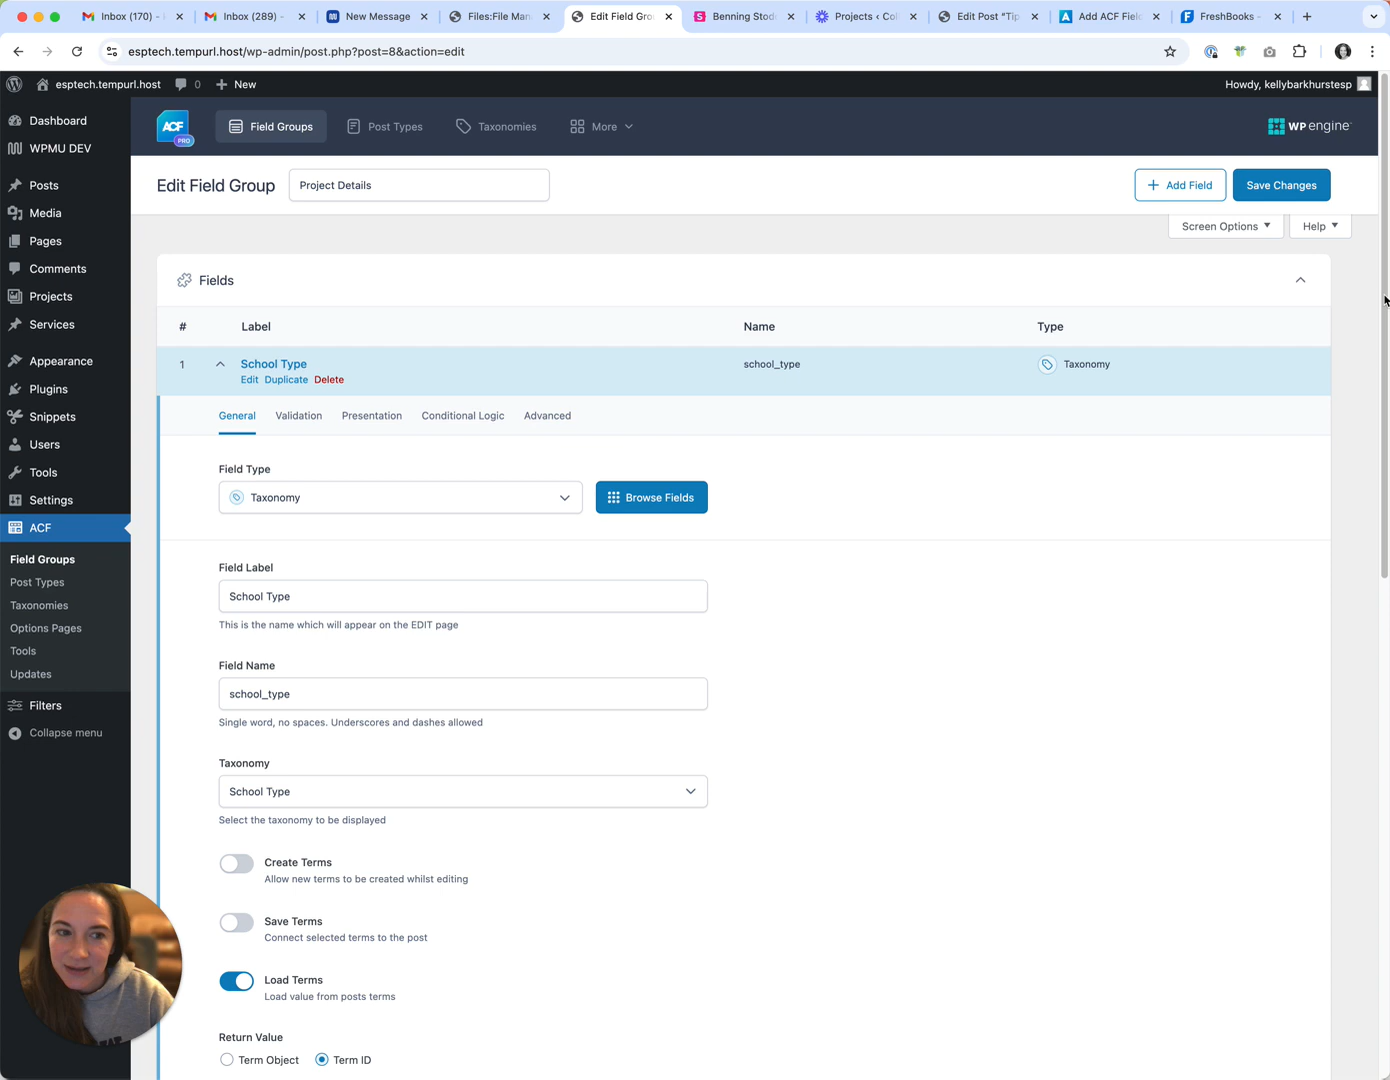 Inbox (170) -
Inbox (289) -
New Message
Files:File Man
Edit Field Gro
Benning Stod
Projects ‹ Col
Edit Post “Tip
Add ACF Field
FreshBooks -
esptech.tempurl.host/wp-admin/post.php?post=8&action=edit
esptech.tempurl.host
0
New
Howdy, kellybarkhurstesp
Dashboard
WPMU DEV
Posts
Media
Pages
Comments
Projects
Services
Appearance
Plugins
Snippets
Users
Tools
Settings
ACF
Field Groups
Post Types
Taxonomies
Options Pages
Tools
Updates
Filters
Collapse menu
ACF
PRO
Field Groups
Post Types
Taxonomies
More
WP engine
Edit Field Group
Project Details
Add Field
Save Changes
Screen Options
Help
Fields
# Label Name Type
1 School Type school_type Taxonomy
Edit Duplicate Delete
General Validation Presentation Conditional Logic Advanced
Field Type
Taxonomy
Browse Fields
Field Label
School Type
This is the name which will appear on the EDIT page
Field Name
school_type
Single word, no spaces. Underscores and dashes allowed
Taxonomy
School Type
Select the taxonomy to be displayed
Create Terms
Allow new terms to be created whilst editing
Save Terms
Connect selected terms to the post
Load Terms
Load value from posts terms
Return Value
Term Object Term ID